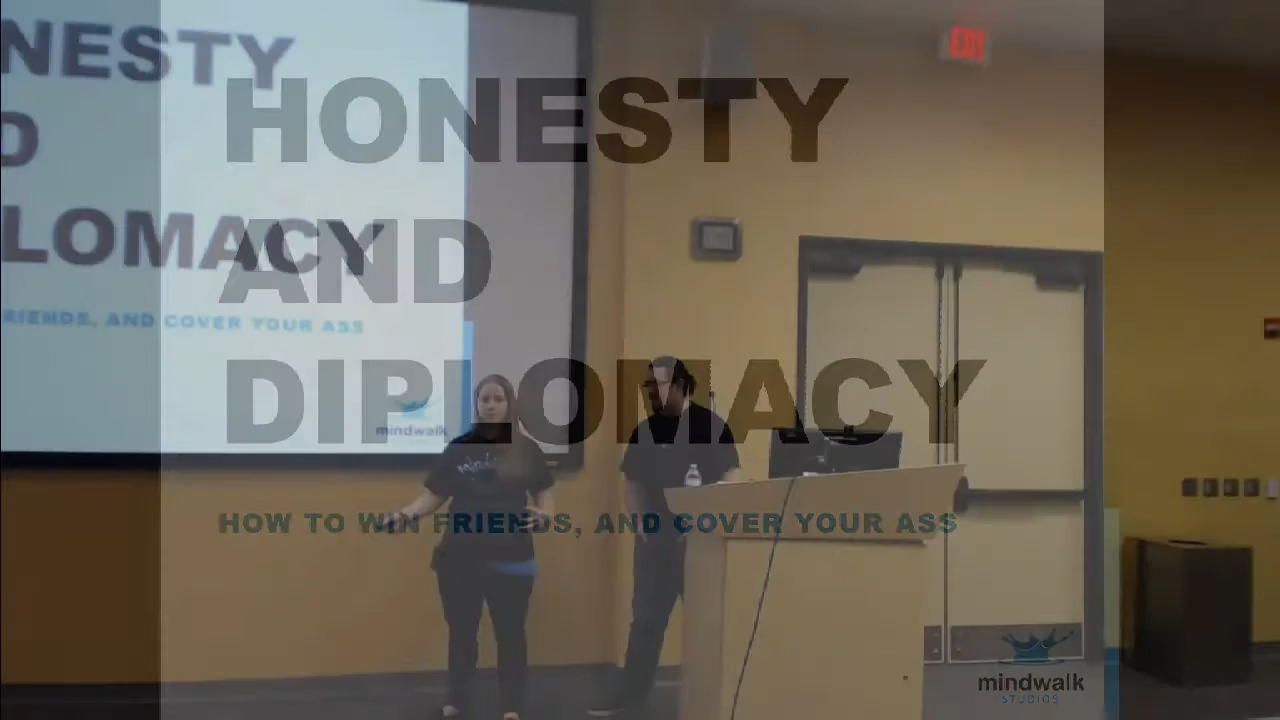 NESTY
D
LOMACY
RIENDS, AND COVER YOUR ASS
mindwalk
EXIT
HONESTY
AND
DIPLOMACY
HOW TO WIN FRIENDS, AND COVER YOUR ASS
mindwalk
STUDIOS